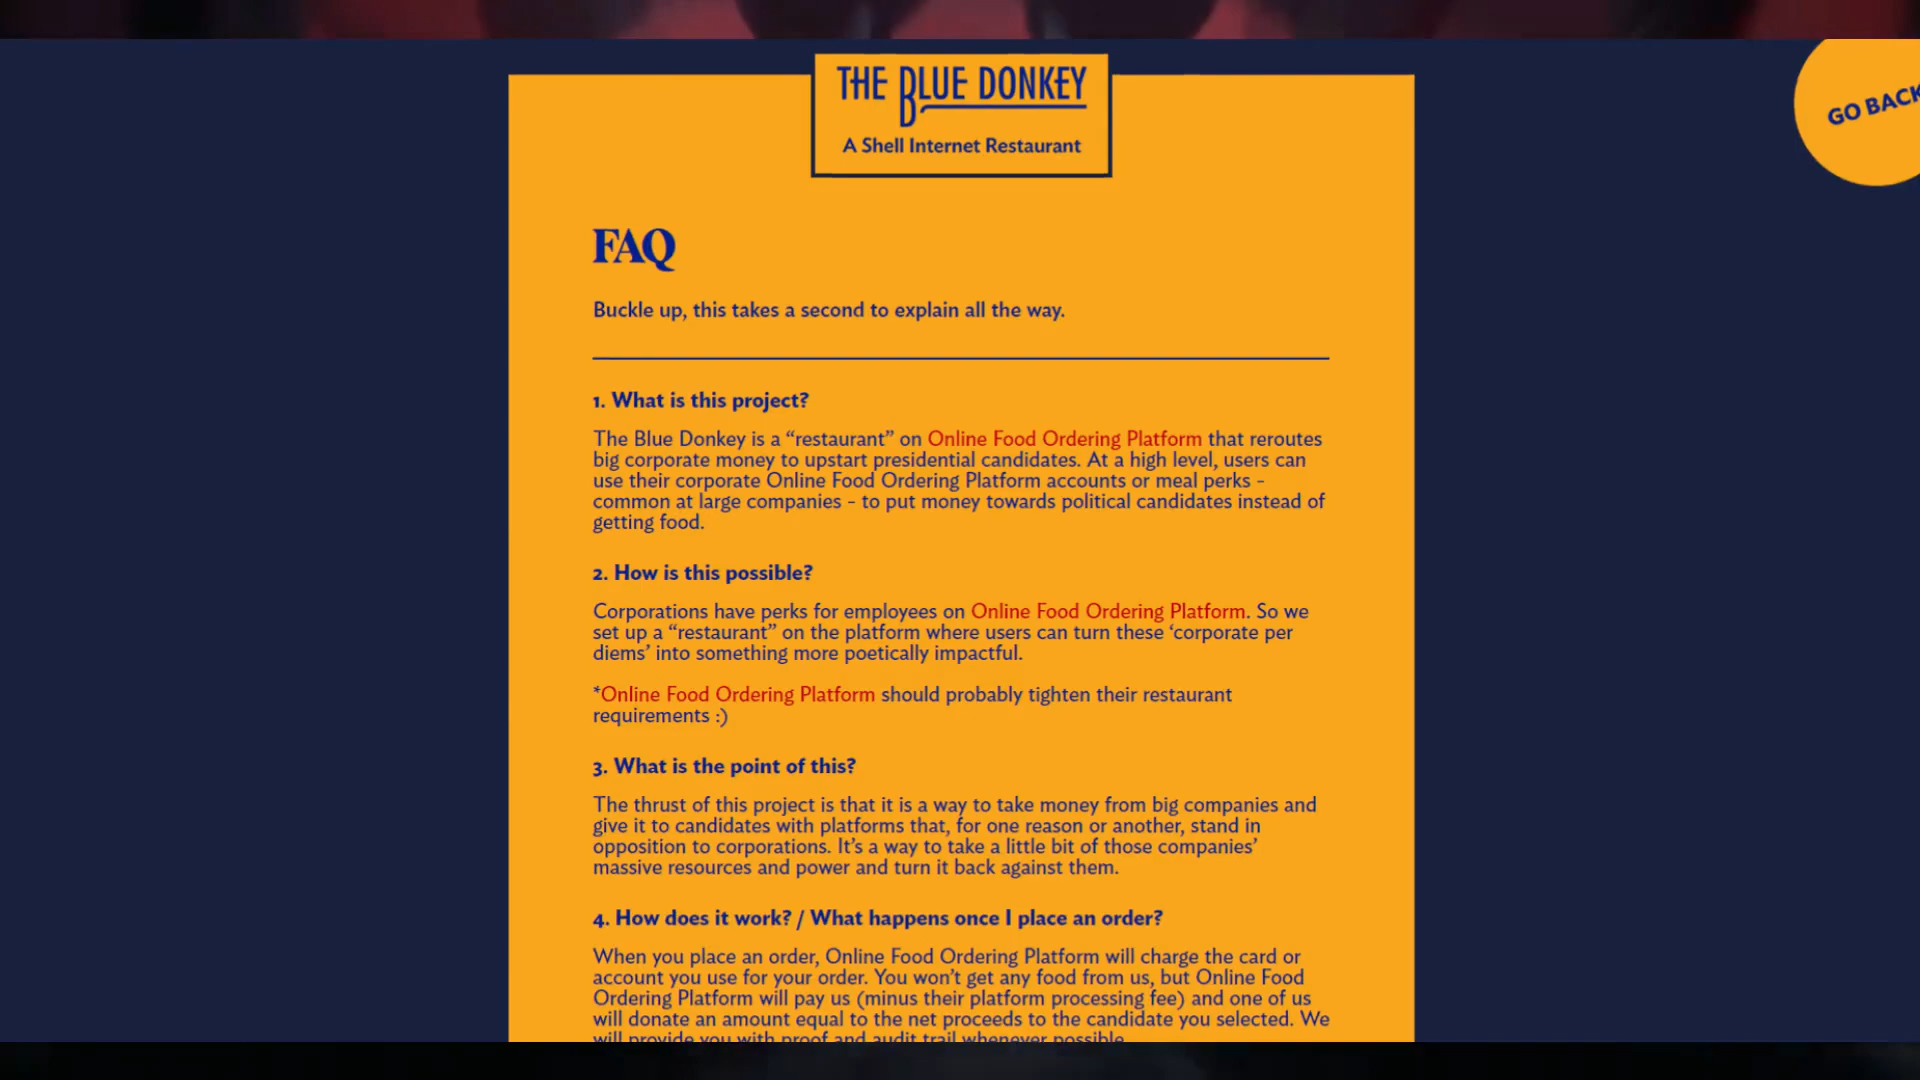 THE BLUE DONKEY
A Shell Internet Restaurant
GO BACK
FAQ
Buckle up, this takes a second to explain all the way.
1. What is this project?
The Blue Donkey is a “restaurant” on Online Food Ordering Platform that reroutes
big corporate money to upstart presidential candidates. At a high level, users can
use their corporate Online Food Ordering Platform accounts or meal perks -
common at large companies - to put money towards political candidates instead of
getting food.
2. How is this possible?
Corporations have perks for employees on Online Food Ordering Platform. So we
set up a “restaurant” on the platform where users can turn these ‘corporate per
diems’ into something more poetically impactful.
*Online Food Ordering Platform should probably tighten their restaurant
requirements :)
3. What is the point of this?
The thrust of this project is that it is a way to take money from big companies and
give it to candidates with platforms that, for one reason or another, stand in
opposition to corporations. It’s a way to take a little bit of those companies’
massive resources and power and turn it back against them.
4. How does it work? / What happens once I place an order?
When you place an order, Online Food Ordering Platform will charge the card or
account you use for your order. You won’t get any food from us, but Online Food
Ordering Platform will pay us (minus their platform processing fee) and one of us
will donate an amount equal to the net proceeds to the candidate you selected. We
will provide you with proof and audit trail whenever possible.